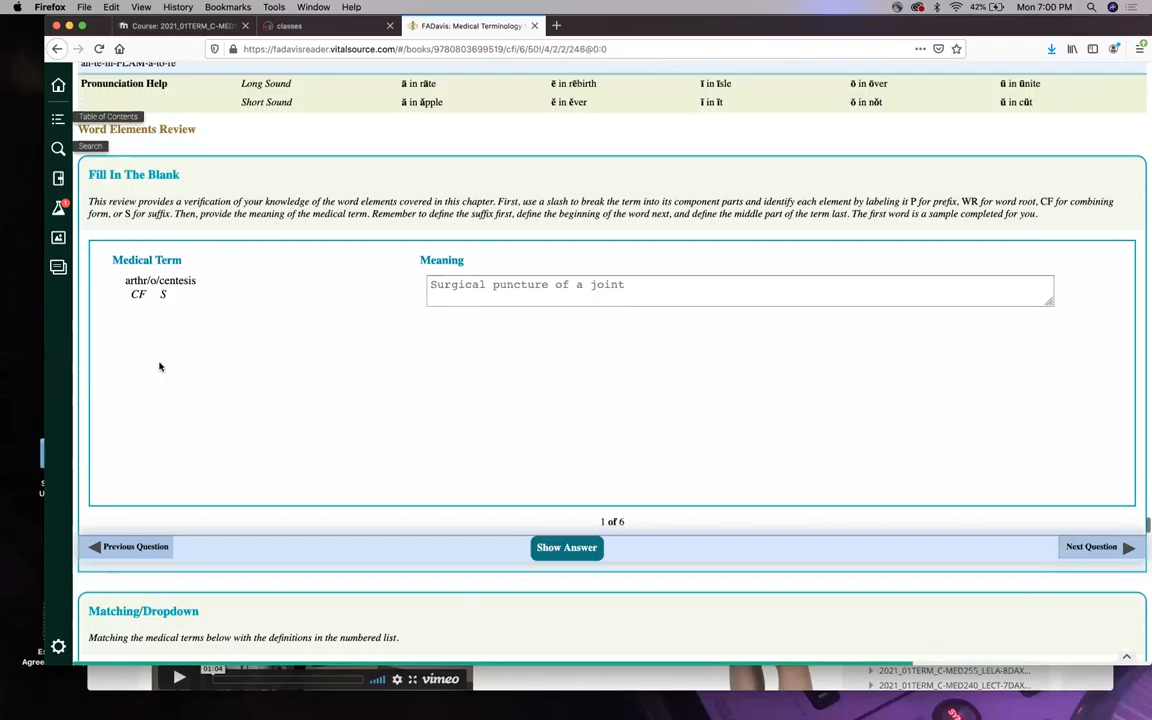 Firefox File Edit View History Bookmarks Tools Window Help 42% Mon 7:00 PM
Course: 2021_01TERM_C-MED classes FADavis: Medical Terminology
https://fadavisreader.vitalsource.com/#/books/9780803699519/cfi/6/50!/4/2/2/246@0:0
an-te-in-FLAM-a-to-re
Pronunciation Help Long Sound ā in rāte ē in rēbirth ī in īsle ō in ōver ū in ūnite
Short Sound ă in ăpple ĕ in ĕver ĭ in ĭt ŏ in nŏt ŭ in cŭt
Table of Contents
Word Elements Review
Search
Fill In The Blank
This review provides a verification of your knowledge of the word elements covered in this chapter. First, use a slash to break the term into its component parts and identify each element by labeling it P for prefix, WR for word root, CF for combining
form, or S for suffix. Then, provide the meaning of the medical term. Remember to define the suffix first, define the beginning of the word next, and define the middle part of the term last. The first word is a sample completed for you.
Medical Term Meaning
arthr/o/centesis Surgical puncture of a joint
CF S
1 of 6
Previous Question Show Answer Next Question
Matching/Dropdown
Matching the medical terms below with the definitions in the numbered list.
01:04
vimeo
2021_01TERM_C-MED255_LELA-8DAX...
2021_01TERM_C-MED240_LECT-7DAX...